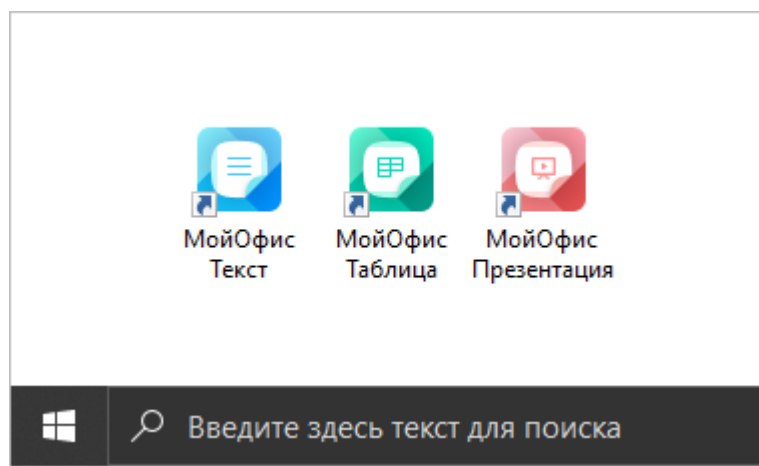 МойОфис МойОфис МойОфис
Текст Таблица Презентация
Введите здесь текст для поиска